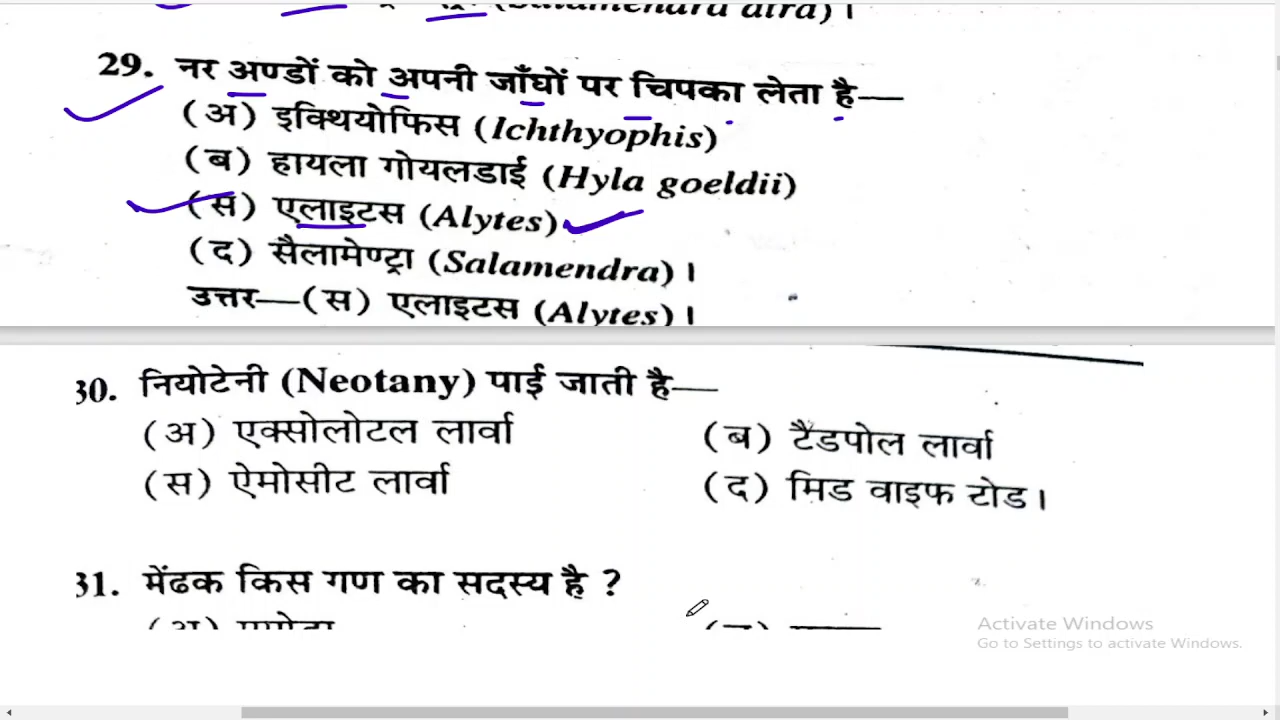 (Salamendra atra)।
29. नर अण्डों को अपनी जाँघों पर चिपका लेता है—
(अ) इक्थियोफिस (Ichthyophis)
(ब) हायला गोयलडाई (Hyla goeldii)
(स) एलाइटस (Alytes)
(द) सैलामेण्ट्रा (Salamendra)।
उत्तर—(स) एलाइटस (Alytes)।
30. नियोटेनी (Neotany) पाई जाती है—
(अ) एक्सोलोटल लार्वा (ब) टैडपोल लार्वा
(स) ऐमोसीट लार्वा (द) मिड वाइफ टोड।
31. मेंढक किस गण का सदस्य है ?
Activate Windows
Go to Settings to activate Windows.